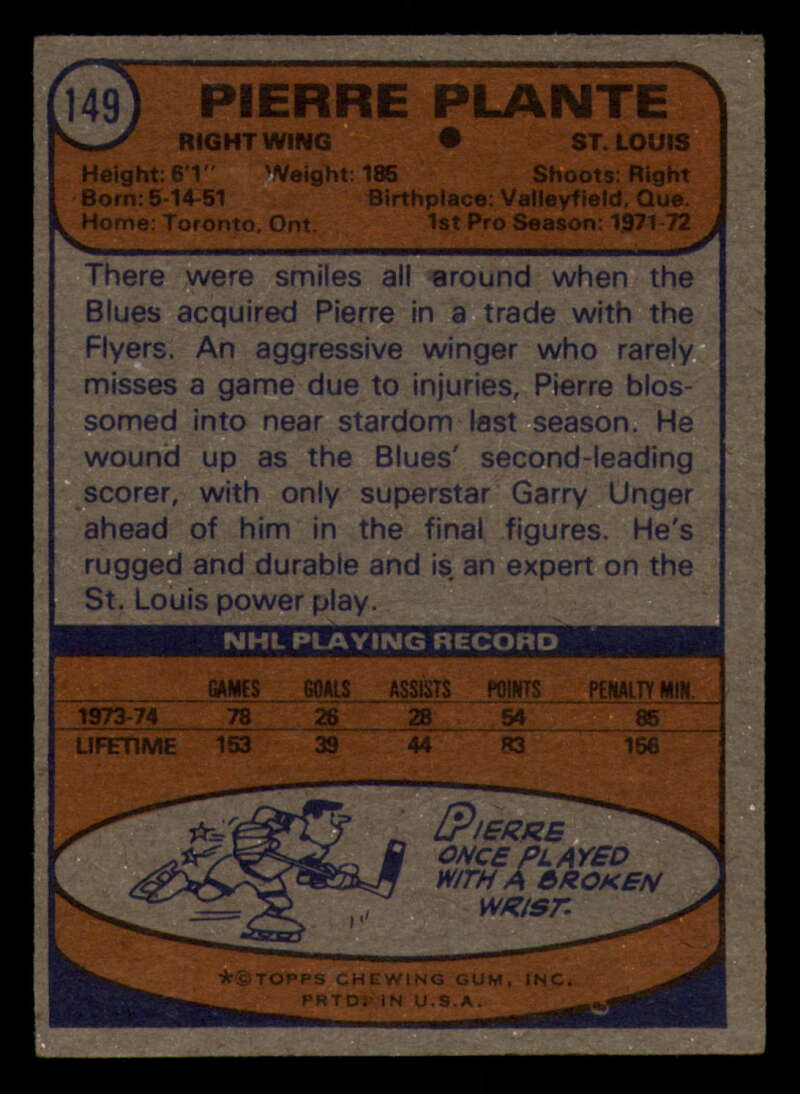 149
PIERRE PLANTE
RIGHT WING ● ST. LOUIS
Height: 6'1" Weight: 185 Shoots: Right
Born: 5-14-51 Birthplace: Valleyfield, Que.
Home: Toronto, Ont. 1st Pro Season: 1971-72
There were smiles all around when the
Blues acquired Pierre in a trade with the
Flyers. An aggressive winger who rarely
misses a game due to injuries, Pierre blos-
somed into near stardom last season. He
wound up as the Blues' second-leading
scorer, with only superstar Garry Unger
ahead of him in the final figures. He's
rugged and durable and is an expert on the
St. Louis power play.
NHL PLAYING RECORD
GAMES GOALS ASSISTS POINTS PENALTY MIN.
1973-74 78 26 28 54 85
LIFETIME 153 39 44 83 156
PIERRE
ONCE PLAYED
WITH A BROKEN
WRIST.
*©TOPPS CHEWING GUM, INC.
PRTD. IN U.S.A.